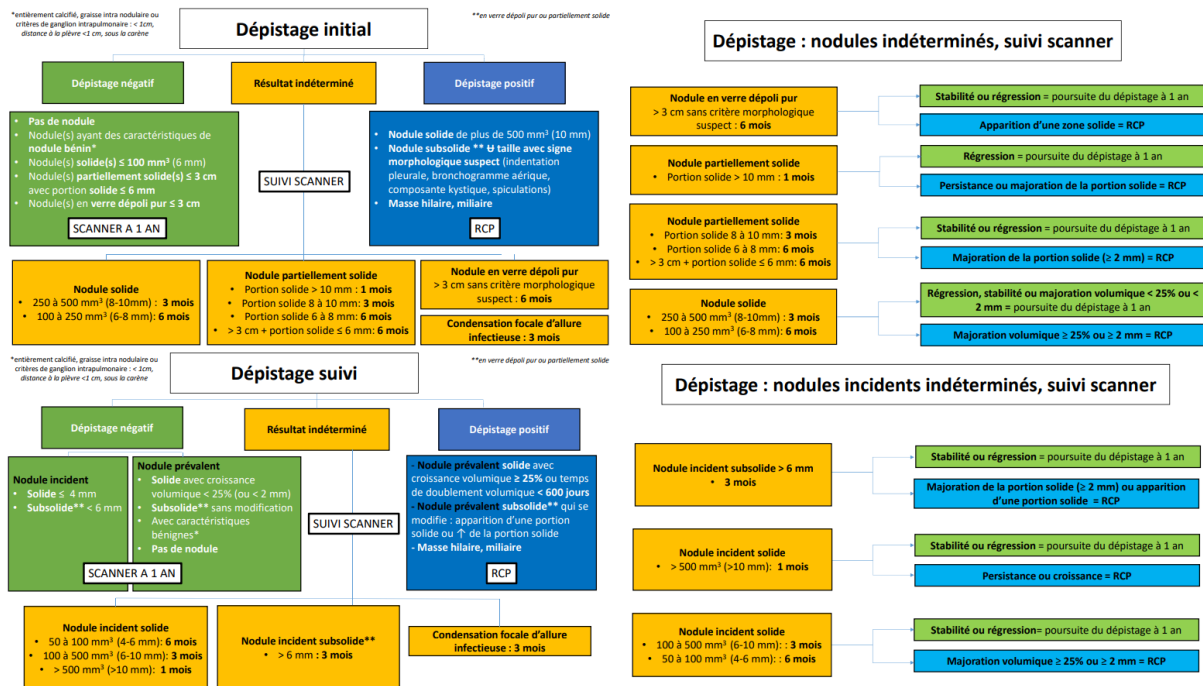 *entièrement calcifié, graisse intra nodulaire ou
critères de ganglion intrapulmonaire : < 1cm,
distance à la plèvre <1 cm, sous la carène
**en verre dépoli pur ou partiellement solide
Dépistage initial
Dépistage négatif
Résultat indéterminé
Dépistage positif
• Pas de nodule
• Nodule(s) ayant des caractéristiques de
nodule bénin*
• Nodule(s) solide(s) ≤ 100 mm³ (6 mm)
• Nodule(s) partiellement solide(s) ≤ 3 cm
avec portion solide ≤ 6 mm
• Nodule(s) en verre dépoli pur ≤ 3 cm
SCANNER A 1 AN
SUIVI SCANNER
• Nodule solide de plus de 500 mm³ (10 mm)
• Nodule subsolide ** ꓴ taille avec signe
morphologique suspect (indentation
pleurale, bronchogramme aérique,
composante kystique, spiculations)
• Masse hilaire, miliaire
RCP
Nodule solide
• 250 à 500 mm³ (8-10mm) : 3 mois
• 100 à 250 mm³ (6-8 mm): 6 mois
Nodule partiellement solide
• Portion solide > 10 mm : 1 mois
• Portion solide 8 à 10 mm: 3 mois
• Portion solide 6 à 8 mm: 6 mois
• > 3 cm + portion solide ≤ 6 mm: 6 mois
Nodule en verre dépoli pur
> 3 cm sans critère morphologique
suspect : 6 mois
Condensation focale d'allure
infectieuse : 3 mois
*entièrement calcifié, graisse intra nodulaire ou
critères de ganglion intrapulmonaire : < 1cm,
distance à la plèvre <1 cm, sous la carène
**en verre dépoli pur ou partiellement solide
Dépistage suivi
Dépistage négatif
Résultat indéterminé
Dépistage positif
Nodule incident
• Solide ≤ 4 mm
• Subsolide** < 6 mm
Nodule prévalent
• Solide avec croissance
volumique < 25% (ou < 2 mm)
• Subsolide** sans modification
• Avec caractéristiques
bénignes*
• Pas de nodule
SCANNER A 1 AN
SUIVI SCANNER
- Nodule prévalent solide avec
croissance volumique ≥ 25% ou temps
de doublement volumique < 600 jours
- Nodule prévalent subsolide** qui se
modifie : apparition d'une portion
solide ou ↑ de la portion solide
- Masse hilaire, miliaire
RCP
Nodule incident solide
• 50 à 100 mm³ (4-6 mm): 6 mois
• 100 à 500 mm³ (6-10 mm): 3 mois
• > 500 mm³ (>10 mm): 1 mois
Nodule incident subsolide**
• > 6 mm : 3 mois
Condensation focale d'allure
infectieuse : 3 mois
Dépistage : nodules indéterminés, suivi scanner
Nodule en verre dépoli pur
> 3 cm sans critère morphologique
suspect : 6 mois
Stabilité ou régression = poursuite du dépistage à 1 an
Apparition d'une zone solide = RCP
Nodule partiellement solide
• Portion solide > 10 mm : 1 mois
Régression = poursuite du dépistage à 1 an
Persistance ou majoration de la portion solide = RCP
Nodule partiellement solide
• Portion solide 8 à 10 mm: 3 mois
• Portion solide 6 à 8 mm: 6 mois
• > 3 cm + portion solide ≤ 6 mm: 6 mois
Stabilité ou régression = poursuite du dépistage à 1 an
Majoration de la portion solide (≥ 2 mm) = RCP
Nodule solide
• 250 à 500 mm³ (8-10mm) : 3 mois
• 100 à 250 mm³ (6-8 mm): 6 mois
Régression, stabilité ou majoration volumique < 25% ou <
2 mm = poursuite du dépistage à 1 an
Majoration volumique ≥ 25% ou ≥ 2 mm = RCP
Dépistage : nodules incidents indéterminés, suivi scanner
Nodule incident subsolide > 6 mm
• 3 mois
Stabilité ou régression = poursuite du dépistage à 1 an
Majoration de la portion solide (≥ 2 mm) ou apparition
d'une portion solide = RCP
Nodule incident solide
• > 500 mm³ (>10 mm): 1 mois
Stabilité ou régression = poursuite du dépistage à 1 an
Persistance ou croissance = RCP
Nodule incident solide
• 100 à 500 mm³ (6-10 mm): : 3 mois
• 50 à 100 mm³ (4-6 mm): : 6 mois
Stabilité ou régression= poursuite du dépistage à 1 an
Majoration volumique ≥ 25% ou ≥ 2 mm = RCP